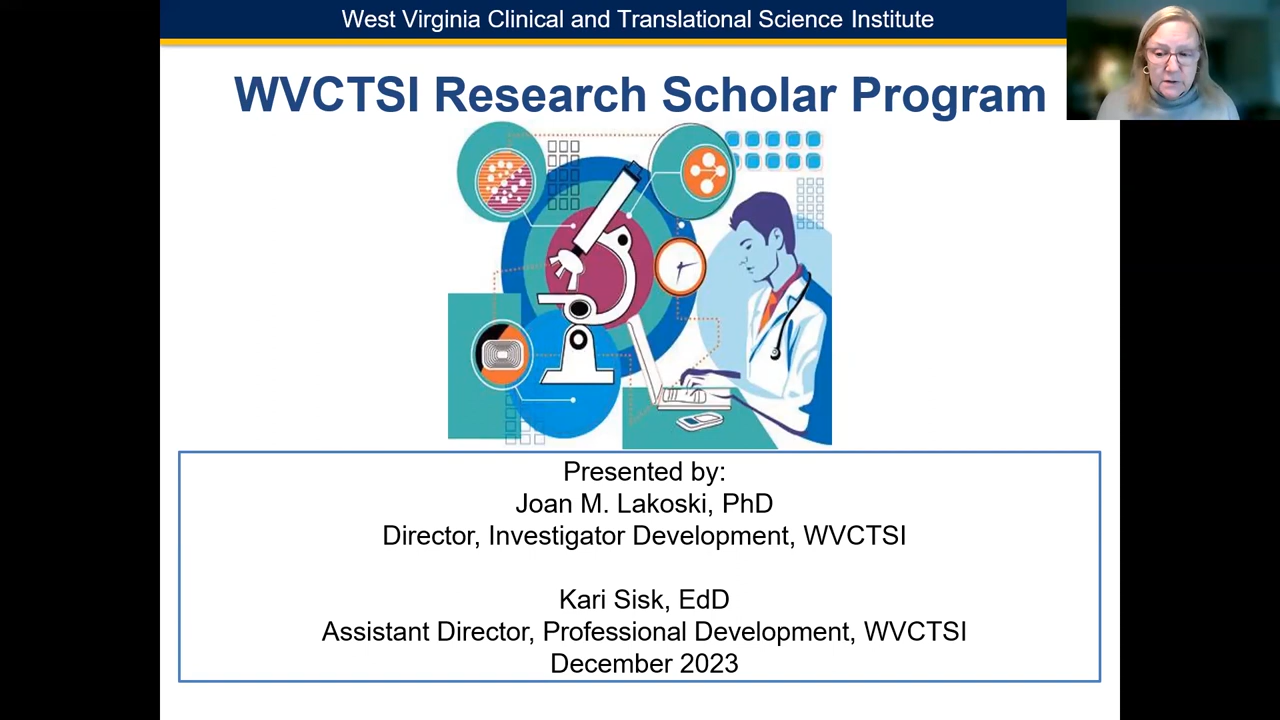 West Virginia Clinical and Translational Science Institute
WVCTSI Research Scholar Program
Presented by:
Joan M. Lakoski, PhD
Director, Investigator Development, WVCTSI
Kari Sisk, EdD
Assistant Director, Professional Development, WVCTSI
December 2023